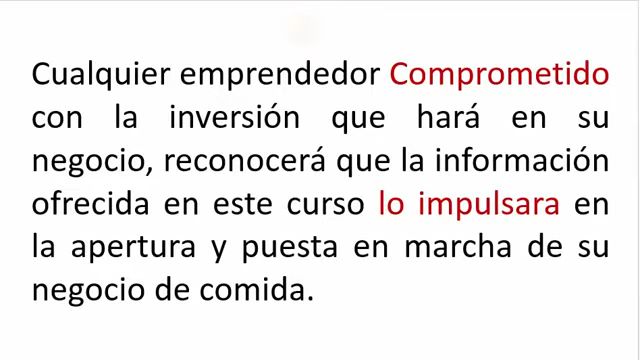 Cualquier emprendedor Comprometido
con la inversión que hará en su
negocio, reconocerá que la información
ofrecida en este curso lo impulsara en
la apertura y puesta en marcha de su
negocio de comida.